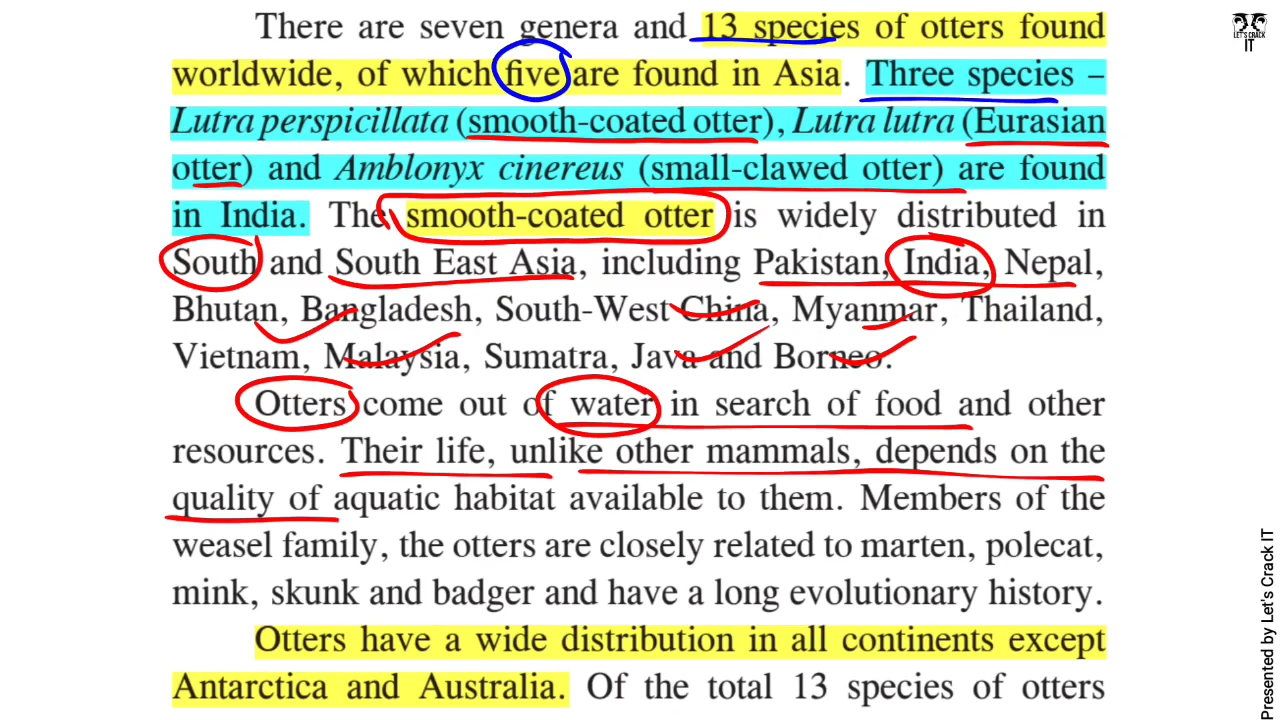 There are seven genera and 13 species of otters found
worldwide, of which five are found in Asia. Three species –
Lutra perspicillata (smooth-coated otter), Lutra lutra (Eurasian
otter) and Amblonyx cinereus (small-clawed otter) are found
in India. The smooth-coated otter is widely distributed in
South and South East Asia, including Pakistan, India, Nepal,
Bhutan, Bangladesh, South-West China, Myanmar, Thailand,
Vietnam, Malaysia, Sumatra, Java and Borneo.
Otters come out of water in search of food and other
resources. Their life, unlike other mammals, depends on the
quality of aquatic habitat available to them. Members of the
weasel family, the otters are closely related to marten, polecat,
mink, skunk and badger and have a long evolutionary history.
Otters have a wide distribution in all continents except
Antarctica and Australia. Of the total 13 species of otters
LET'S CRACK
IT
Presented by Let's Crack IT